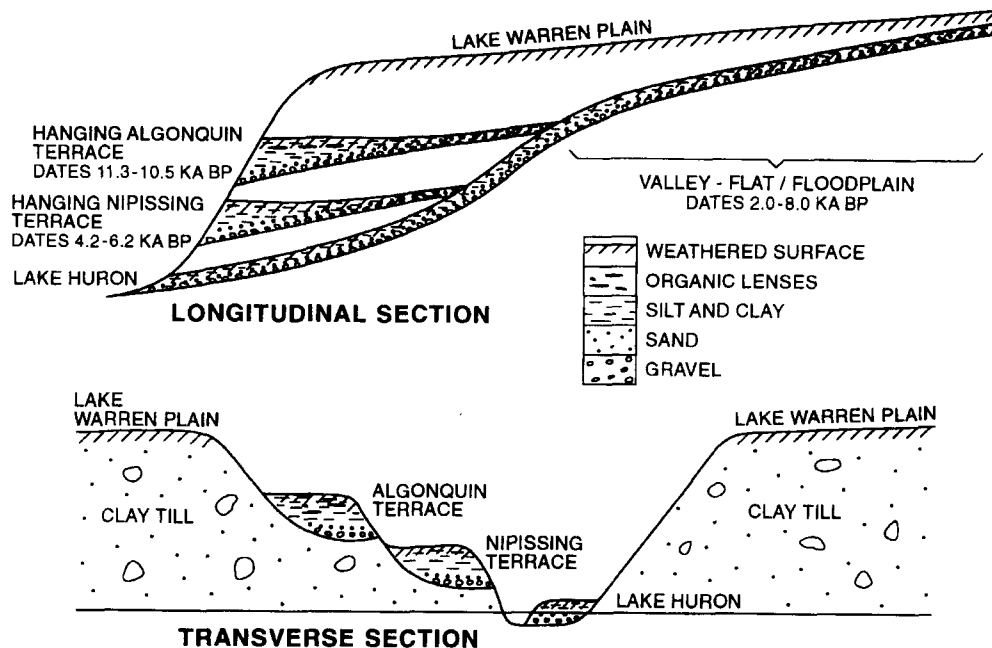 LAKE WARREN PLAIN
HANGING ALGONQUIN
TERRACE
DATES 11.3-10.5 KA BP
HANGING NIPISSING
TERRACE
DATES 4.2-6.2 KA BP
LAKE HURON
LONGITUDINAL SECTION
VALLEY - FLAT / FLOODPLAIN
DATES 2.0-8.0 KA BP
WEATHERED SURFACE
ORGANIC LENSES
SILT AND CLAY
SAND
GRAVEL
LAKE
WARREN PLAIN
LAKE WARREN PLAIN
CLAY TILL
ALGONQUIN
TERRACE
NIPISSING
TERRACE
CLAY TILL
LAKE HURON
TRANSVERSE SECTION